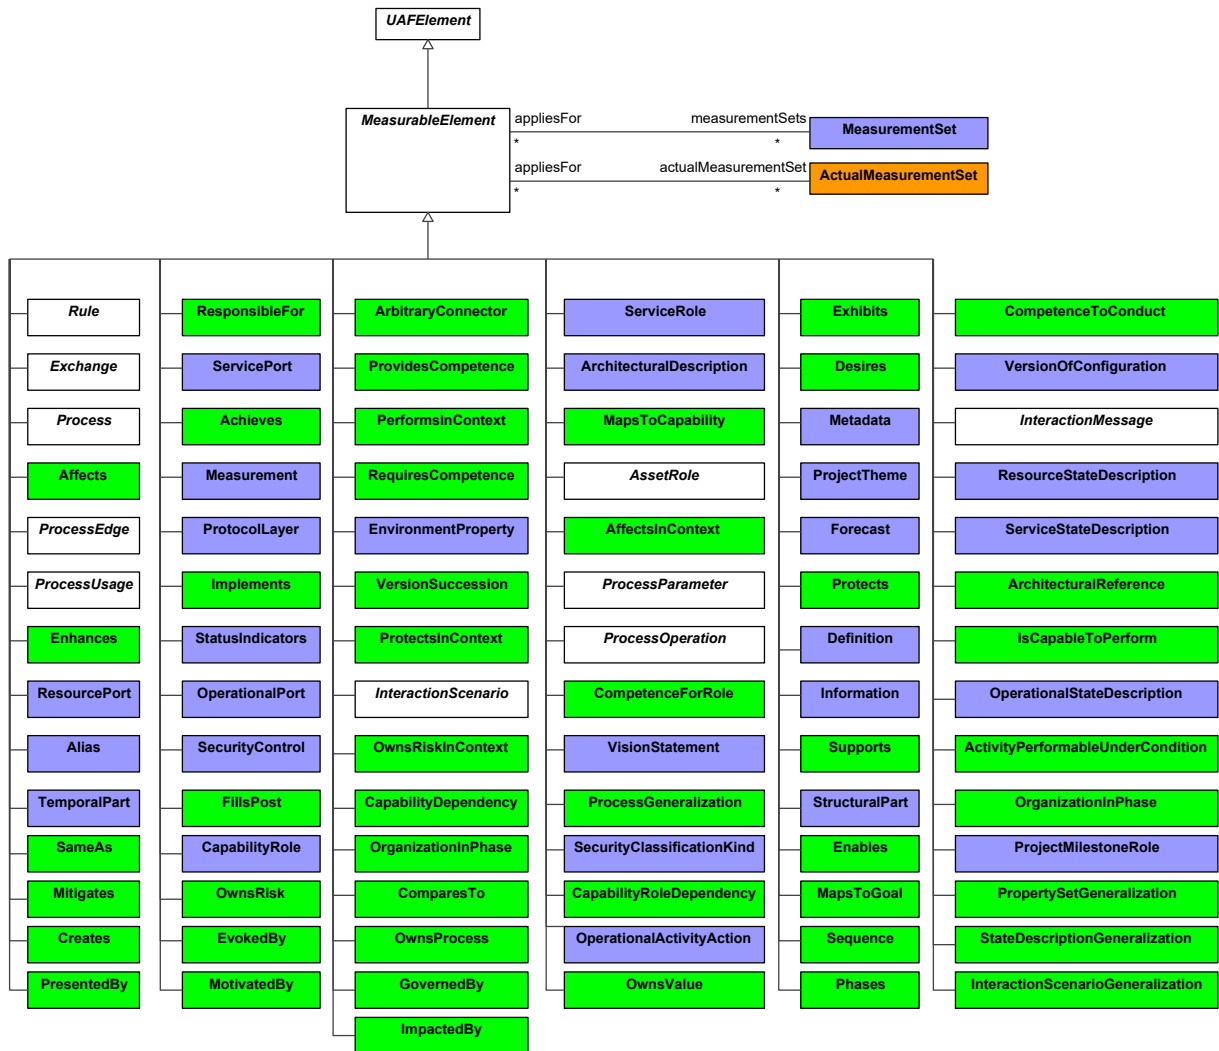 UAFElement
MeasurableElement
appliesFor
measurementSets
*
*
MeasurementSet
appliesFor
actualMeasurementSet
*
*
ActualMeasurementSet
Rule
Exchange
Process
Affects
ProcessEdge
ProcessUsage
Enhances
ResourcePort
Alias
TemporalPart
SameAs
Mitigates
Creates
PresentedBy
ResponsibleFor
ServicePort
Achieves
Measurement
ProtocolLayer
Implements
StatusIndicators
OperationalPort
SecurityControl
FillsPost
CapabilityRole
OwnsRisk
EvokedBy
MotivatedBy
ArbitraryConnector
ProvidesCompetence
PerformsInContext
RequiresCompetence
EnvironmentProperty
VersionSuccession
ProtectsInContext
InteractionScenario
OwnsRiskInContext
CapabilityDependency
OrganizationInPhase
ComparesTo
OwnsProcess
GovernedBy
ImpactedBy
ServiceRole
ArchitecturalDescription
MapsToCapability
AssetRole
AffectsInContext
ProcessParameter
ProcessOperation
CompetenceForRole
VisionStatement
ProcessGeneralization
SecurityClassificationKind
CapabilityRoleDependency
OperationalActivityAction
OwnsValue
Exhibits
Desires
Metadata
ProjectTheme
Forecast
Protects
Definition
Information
Supports
StructuralPart
Enables
MapsToGoal
Sequence
Phases
CompetenceToConduct
VersionOfConfiguration
InteractionMessage
ResourceStateDescription
ServiceStateDescription
ArchitecturalReference
IsCapableToPerform
OperationalStateDescription
ActivityPerformableUnderCondition
OrganizationInPhase
ProjectMilestoneRole
PropertySetGeneralization
StateDescriptionGeneralization
InteractionScenarioGeneralization